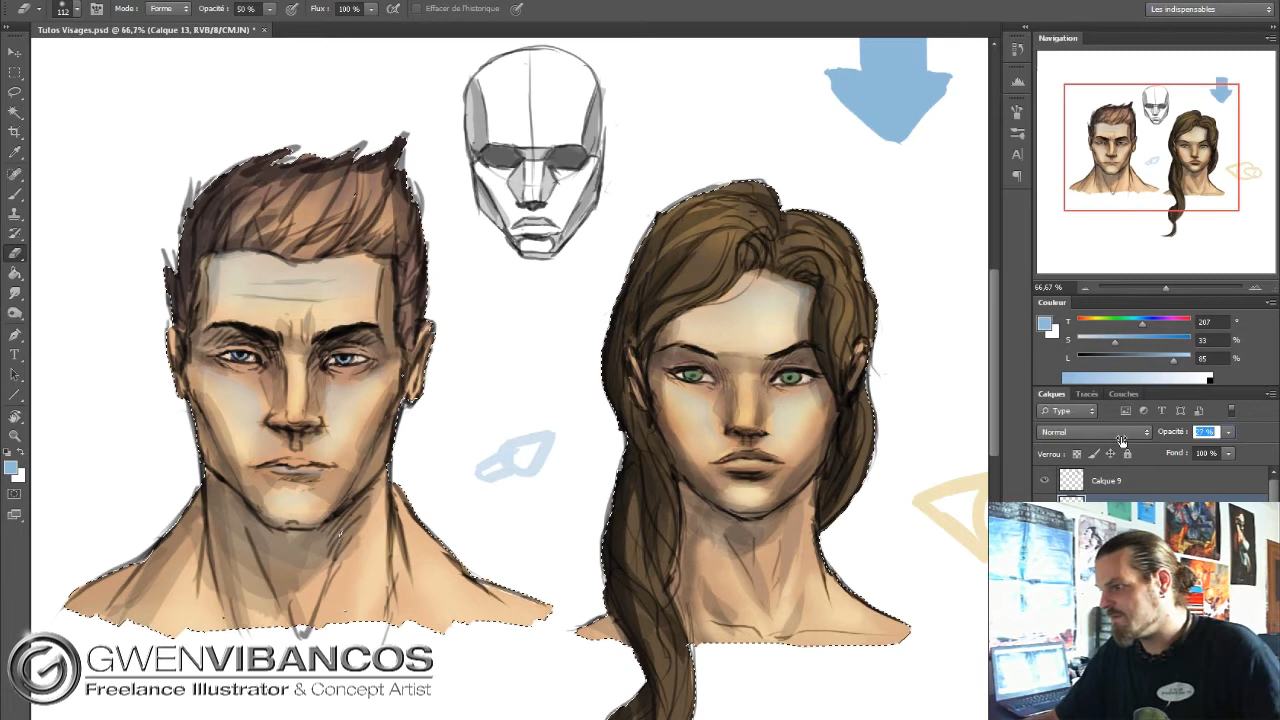 112 Mode : Forme Opacité : 50 % Flux : 100 % Effacer de l'historique Les indispensables
Tutos Visages.psd @ 66,7% (Calque 13, RVB/8/CMJN) * ×
Navigation
66,67 %
Couleur
T 207 °
S 33 %
L 85 %
Calques Tracés Couches
Type
Normal Opacité : 27 %
Verrou : Fond : 100 %
Calque 9
GWENVIBANCOS
Freelance Illustrator & Concept Artist